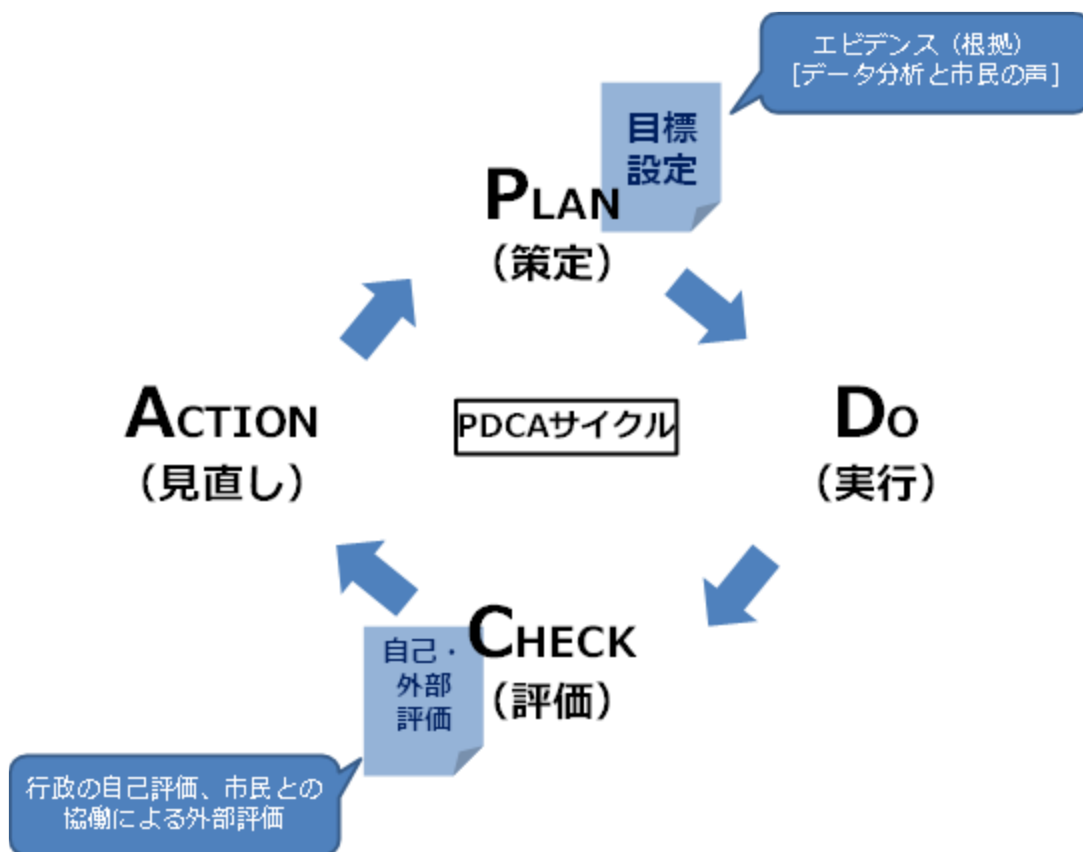 エビデンス（根拠）
[データ分析と市民の声]
目標
設定
PLAN
（策定）
ACTION
（見直し）
PDCAサイクル
DO
（実行）
CHECK
（評価）
自己・
外部
評価
行政の自己評価、市民との
協働による外部評価